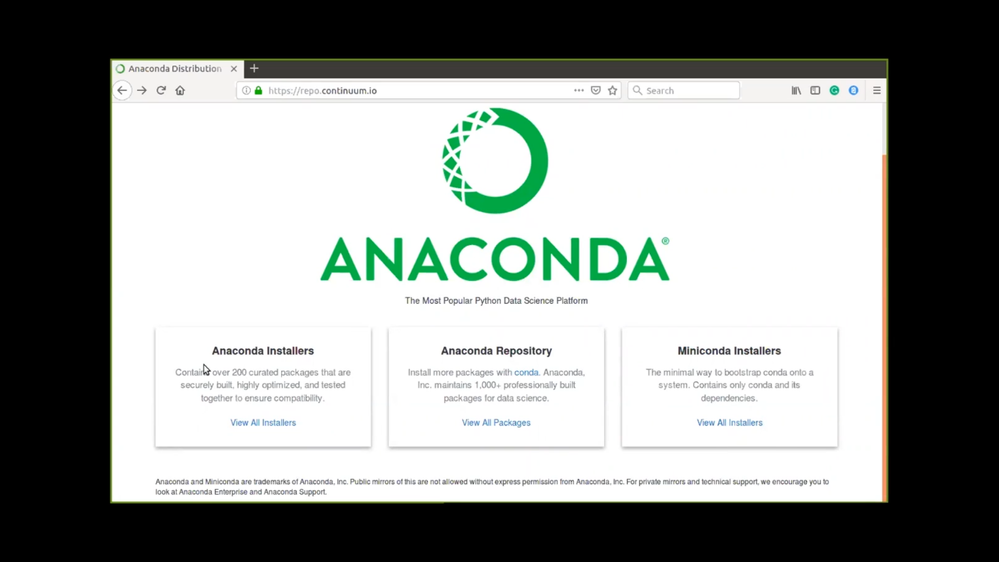 Anaconda Distribution
https://repo.continuum.io
Search
ANACONDA®
The Most Popular Python Data Science Platform
Anaconda Installers
Contains over 200 curated packages that are
securely built, highly optimized, and tested
together to ensure compatibility.
View All Installers
Anaconda Repository
Install more packages with conda. Anaconda,
Inc. maintains 1,000+ professionally built
packages for data science.
View All Packages
Miniconda Installers
The minimal way to bootstrap conda onto a
system. Contains only conda and its
dependencies.
View All Installers
Anaconda and Miniconda are trademarks of Anaconda, Inc. Public mirrors of this are not allowed without express permission from Anaconda, Inc. For private mirrors and technical support, we encourage you to
look at Anaconda Enterprise and Anaconda Support.